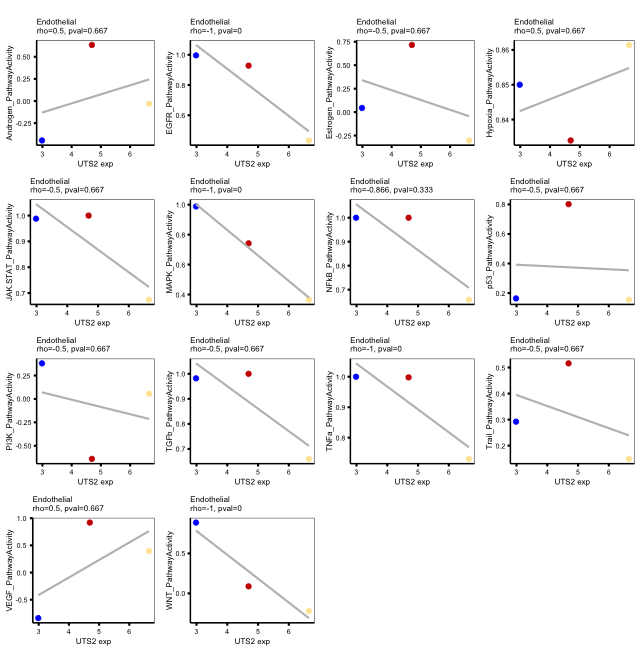 Endothelial
rho=0.5, pval=0.667
Androgen_PathwayActivity
0.50
0.25
0.00
-0.25
3 4 5 6
UTS2 exp
Endothelial
rho=-1, pval=0
EGFR_PathwayActivity
1.0
0.8
0.6
3 4 5 6
UTS2 exp
Endothelial
rho=-0.5, pval=0.667
Estrogen_PathwayActivity
0.75
0.50
0.25
0.00
-0.25
3 4 5 6
UTS2 exp
Endothelial
rho=0.5, pval=0.667
Hypoxia_PathwayActivity
0.86
0.85
0.84
3 4 5 6
UTS2 exp
Endothelial
rho=-0.5, pval=0.667
JAK.STAT_PathwayActivity
1.0
0.9
0.8
0.7
3 4 5 6
UTS2 exp
Endothelial
rho=-1, pval=0
MAPK_PathwayActivity
1.0
0.8
0.6
0.4
3 4 5 6
UTS2 exp
Endothelial
rho=-0.866, pval=0.333
NFkB_PathwayActivity
1.0
0.9
0.8
0.7
3 4 5 6
UTS2 exp
Endothelial
rho=-0.5, pval=0.667
p53_PathwayActivity
0.8
0.6
0.4
0.2
3 4 5 6
UTS2 exp
Endothelial
rho=-0.5, pval=0.667
PI3K_PathwayActivity
0.25
0.00
-0.25
-0.50
3 4 5 6
UTS2 exp
Endothelial
rho=-0.5, pval=0.667
TGFb_PathwayActivity
1.0
0.9
0.8
0.7
3 4 5 6
UTS2 exp
Endothelial
rho=-1, pval=0
TNFa_PathwayActivity
1.0
0.9
0.8
3 4 5 6
UTS2 exp
Endothelial
rho=-0.5, pval=0.667
Trail_PathwayActivity
0.5
0.4
0.3
0.2
3 4 5 6
UTS2 exp
Endothelial
rho=0.5, pval=0.667
VEGF_PathwayActivity
0.5
0.0
-0.5
3 4 5 6
UTS2 exp
Endothelial
rho=-1, pval=0
WNT_PathwayActivity
0.5
0.0
3 4 5 6
UTS2 exp